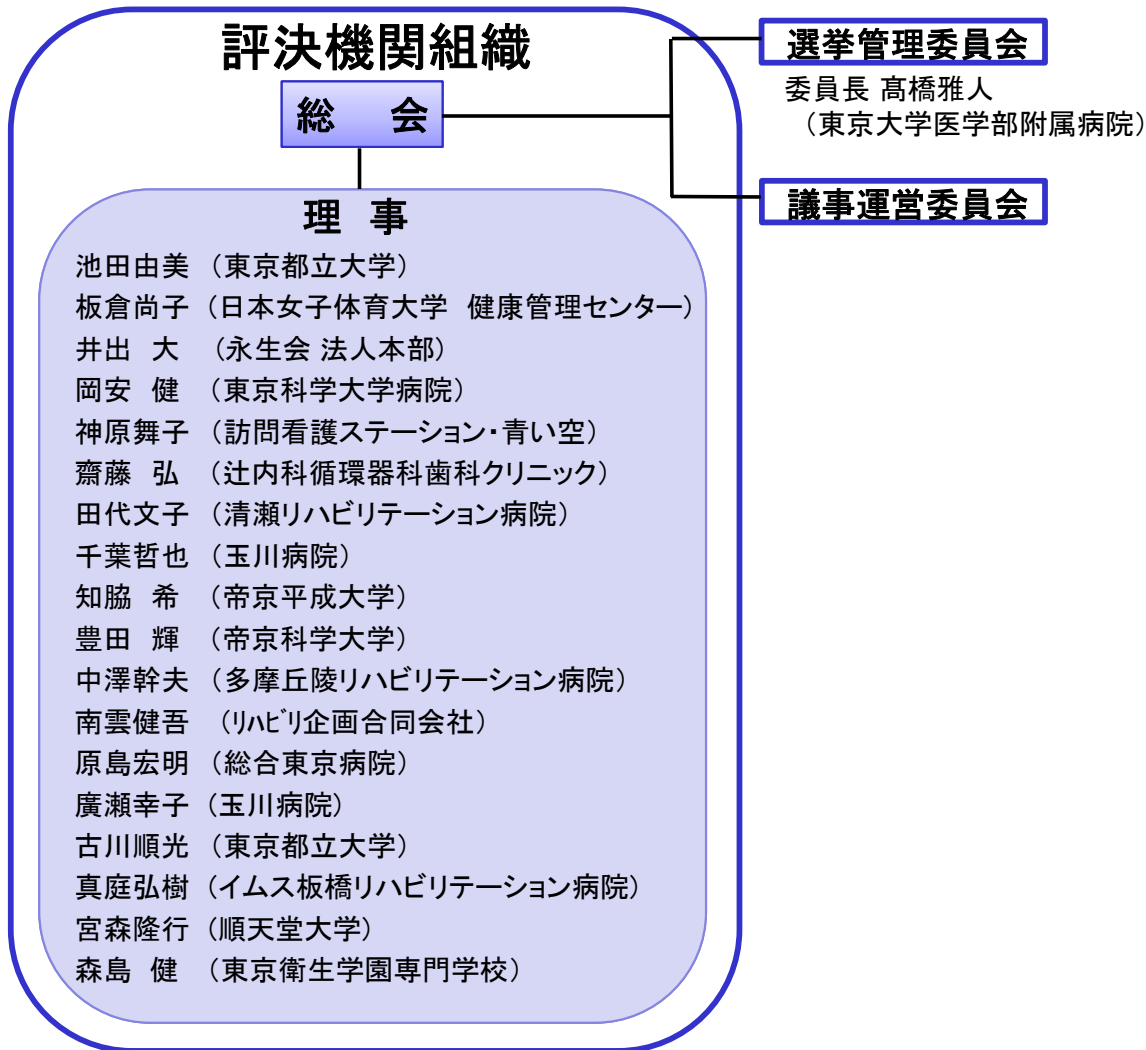 評決機関組織
総　会
選挙管理委員会
委員長 髙橋雅人
（東京大学医学部附属病院）
議事運営委員会
理 事
池田由美 （東京都立大学）
板倉尚子 （日本女子体育大学　健康管理センター）
井出　大 （永生会 法人本部）
岡安　健 （東京科学大学病院）
神原舞子 （訪問看護ステーション・青い空）
齋藤　弘 （辻内科循環器科歯科クリニック）
田代文子 （清瀬リハビリテーション病院）
千葉哲也 （玉川病院）
知脇　希 （帝京平成大学）
豊田　輝 （帝京科学大学）
中澤幹夫 （多摩丘陵リハビリテーション病院）
南雲健吾 （ﾘﾊﾋﾞﾘ企画合同会社）
原島宏明 （総合東京病院）
廣瀬幸子 （玉川病院）
古川順光 （東京都立大学）
真庭弘樹 （イムス板橋リハビリテーション病院）
宮森隆行 （順天堂大学）
森島　健 （東京衛生学園専門学校）